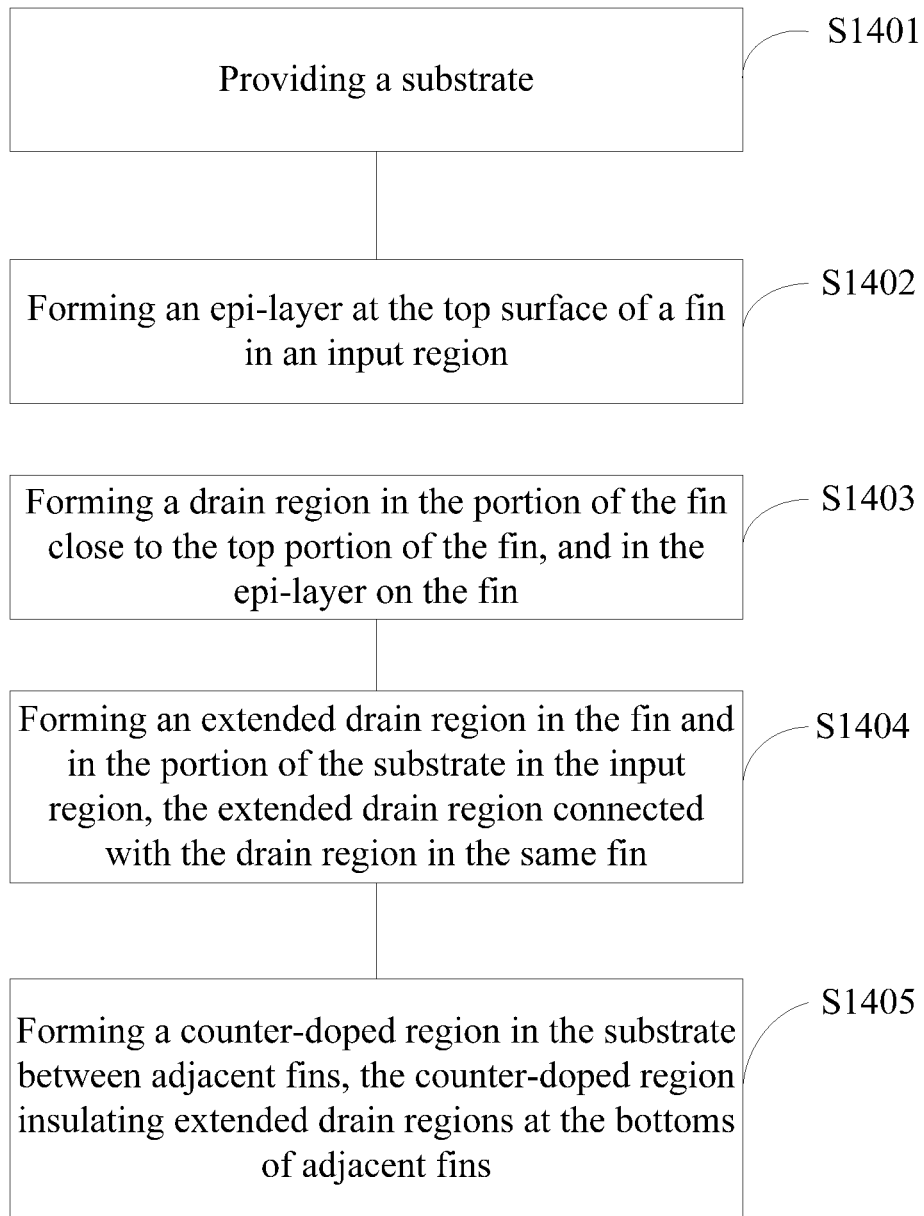 S1401
Providing a substrate
S1402
Forming an epi-layer at the top surface of a fin
in an input region
S1403
Forming a drain region in the portion of the fin
close to the top portion of the fin, and in the
epi-layer on the fin
S1404
Forming an extended drain region in the fin and
in the portion of the substrate in the input
region, the extended drain region connected
with the drain region in the same fin
S1405
Forming a counter-doped region in the substrate
between adjacent fins, the counter-doped region
insulating extended drain regions at the bottoms
of adjacent fins